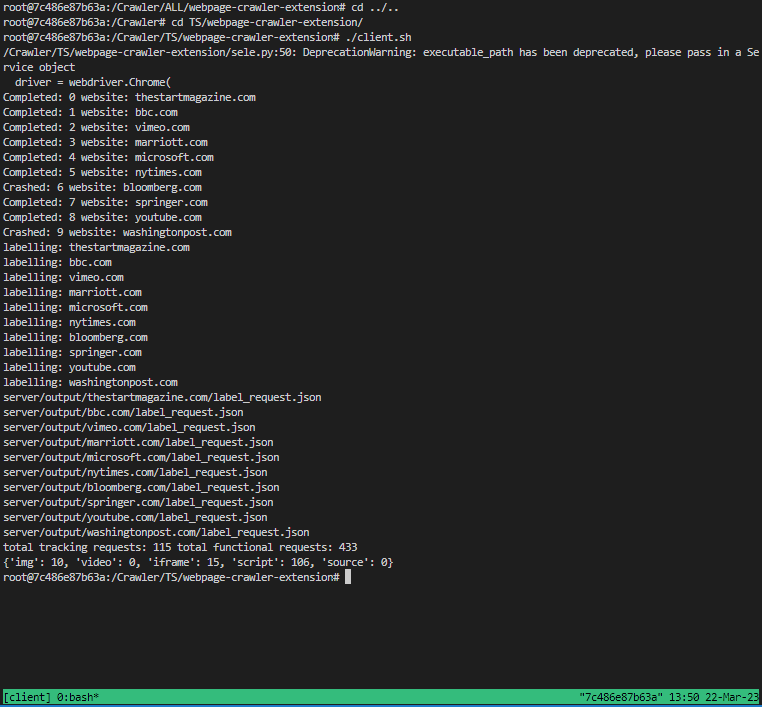 root@7c486e87b63a:/Crawler/ALL/webpage-crawler-extension# cd ../..
root@7c486e87b63a:/Crawler# cd TS/webpage-crawler-extension/
root@7c486e87b63a:/Crawler/TS/webpage-crawler-extension# ./client.sh
/Crawler/TS/webpage-crawler-extension/sele.py:50: DeprecationWarning: executable_path has been deprecated, please pass in a Se
rvice object
  driver = webdriver.Chrome(
Completed: 0 website: thestartmagazine.com
Completed: 1 website: bbc.com
Completed: 2 website: vimeo.com
Completed: 3 website: marriott.com
Completed: 4 website: microsoft.com
Completed: 5 website: nytimes.com
Crashed: 6 website: bloomberg.com
Completed: 7 website: springer.com
Completed: 8 website: youtube.com
Crashed: 9 website: washingtonpost.com
labelling: thestartmagazine.com
labelling: bbc.com
labelling: vimeo.com
labelling: marriott.com
labelling: microsoft.com
labelling: nytimes.com
labelling: bloomberg.com
labelling: springer.com
labelling: youtube.com
labelling: washingtonpost.com
server/output/thestartmagazine.com/label_request.json
server/output/bbc.com/label_request.json
server/output/vimeo.com/label_request.json
server/output/marriott.com/label_request.json
server/output/microsoft.com/label_request.json
server/output/nytimes.com/label_request.json
server/output/bloomberg.com/label_request.json
server/output/springer.com/label_request.json
server/output/youtube.com/label_request.json
server/output/washingtonpost.com/label_request.json
total tracking requests: 115 total functional requests: 433
{'img': 10, 'video': 0, 'iframe': 15, 'script': 106, 'source': 0}
root@7c486e87b63a:/Crawler/TS/webpage-crawler-extension#
[client] 0:bash* "7c486e87b63a" 13:50 22-Mar-23